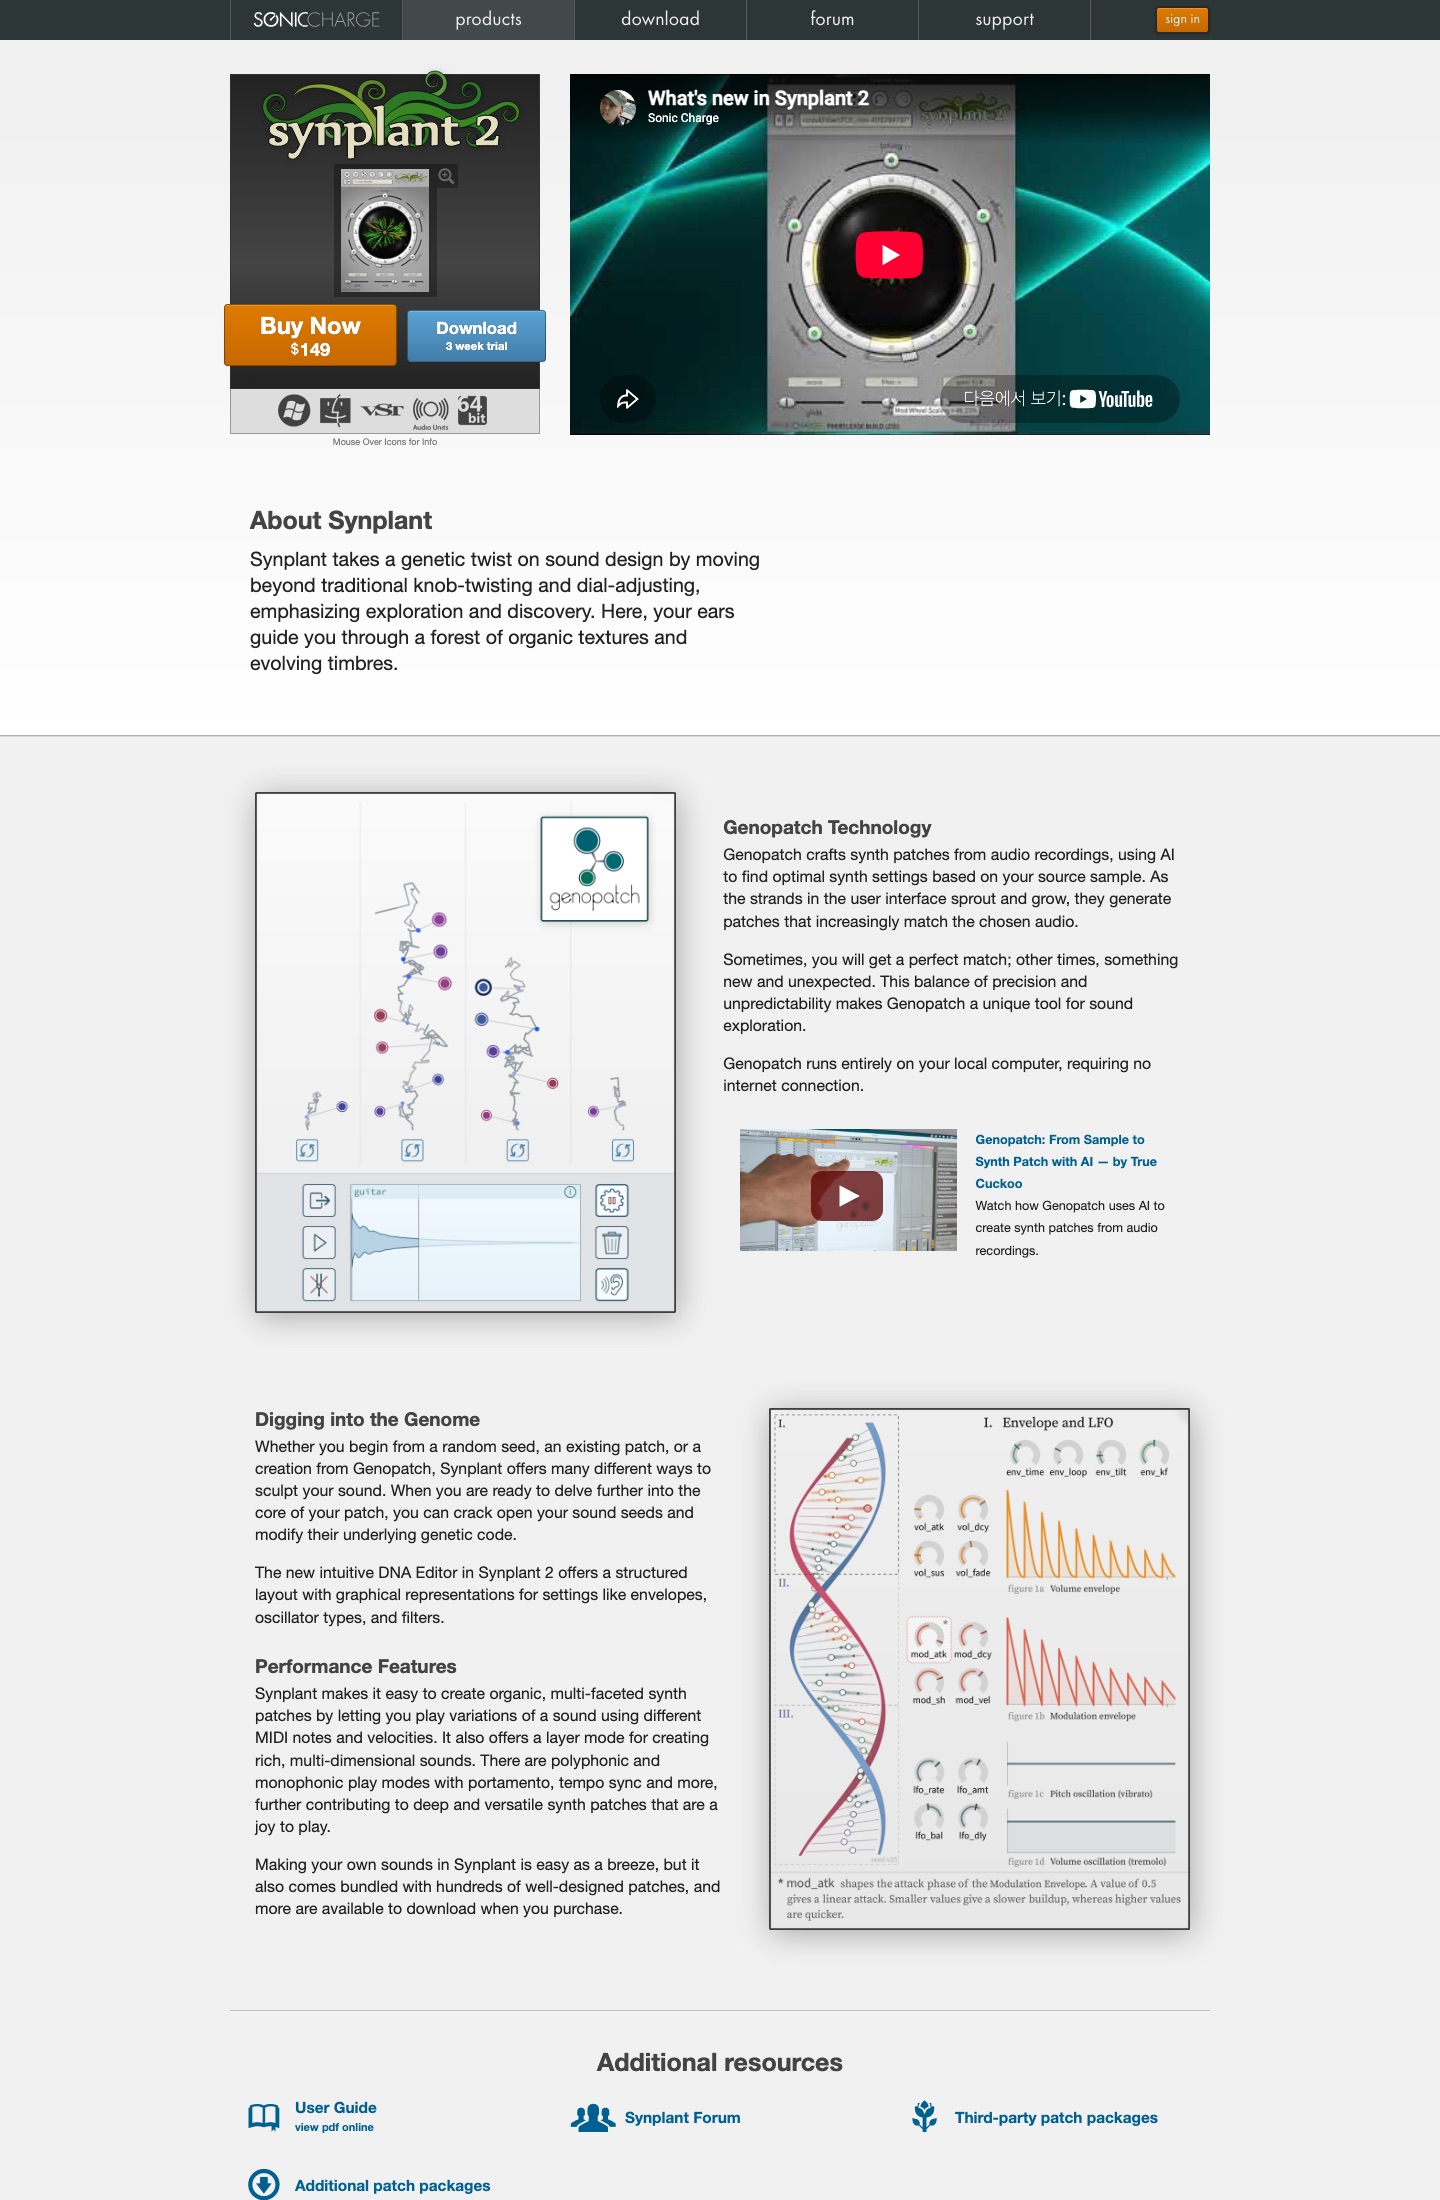 SONICCHARGE
products
download
forum
support
sign in
synplant 2
Buy Now
$149
Download
3 week trial
VST
Audio Units
64
bit
Mouse Over Icons for Info
What's new in Synplant 2
Sonic Charge
synplant 2
다음에서 보기: YouTube
About Synplant
Synplant takes a genetic twist on sound design by moving
beyond traditional knob-twisting and dial-adjusting,
emphasizing exploration and discovery. Here, your ears
guide you through a forest of organic textures and
evolving timbres.
genopatch
guitar
Genopatch Technology
Genopatch crafts synth patches from audio recordings, using AI
to find optimal synth settings based on your source sample. As
the strands in the user interface sprout and grow, they generate
patches that increasingly match the chosen audio.
Sometimes, you will get a perfect match; other times, something
new and unexpected. This balance of precision and
unpredictability makes Genopatch a unique tool for sound
exploration.
Genopatch runs entirely on your local computer, requiring no
internet connection.
Genopatch: From Sample to
Synth Patch with AI — by True
Cuckoo
Watch how Genopatch uses AI to
create synth patches from audio
recordings.
Digging into the Genome
Whether you begin from a random seed, an existing patch, or a
creation from Genopatch, Synplant offers many different ways to
sculpt your sound. When you are ready to delve further into the
core of your patch, you can crack open your sound seeds and
modify their underlying genetic code.
The new intuitive DNA Editor in Synplant 2 offers a structured
layout with graphical representations for settings like envelopes,
oscillator types, and filters.
Performance Features
Synplant makes it easy to create organic, multi-faceted synth
patches by letting you play variations of a sound using different
MIDI notes and velocities. It also offers a layer mode for creating
rich, multi-dimensional sounds. There are polyphonic and
monophonic play modes with portamento, tempo sync and more,
further contributing to deep and versatile synth patches that are a
joy to play.
Making your own sounds in Synplant is easy as a breeze, but it
also comes bundled with hundreds of well-designed patches, and
more are available to download when you purchase.
I.
II.
III.
I. Envelope and LFO
env_time env_loop env_tilt env_kf
vol_atk vol_dcy
vol_sus vol_fade
figure 1a Volume envelope
mod_atk * mod_dcy
mod_sh mod_vel
figure 1b Modulation envelope
lfo_rate lfo_amt
figure 1c Pitch oscillation (vibrato)
lfo_bal lfo_dly
figure 1d Volume oscillation (tremolo)
* mod_atk shapes the attack phase of the Modulation Envelope. A value of 0.5
gives a linear attack. Smaller values give a slower buildup, whereas higher values
are quicker.
Additional resources
User Guide
view pdf online
Synplant Forum
Third-party patch packages
Additional patch packages